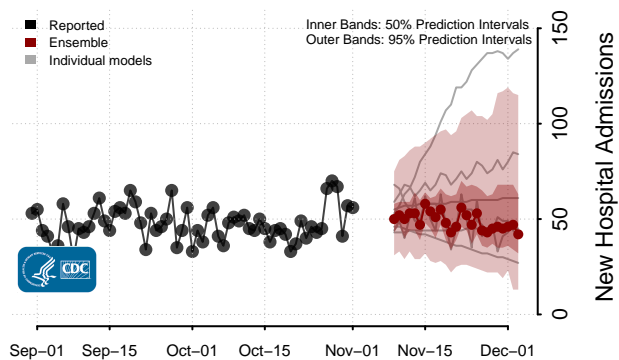 Reported
Ensemble
Individual models
Inner Bands: 50% Prediction Intervals
Outer Bands: 95% Prediction Intervals
150
100
50
0
New Hospital Admissions
CDC
Sep−01
Sep−15
Oct−01
Oct−15
Nov−01
Nov−15
Dec−01